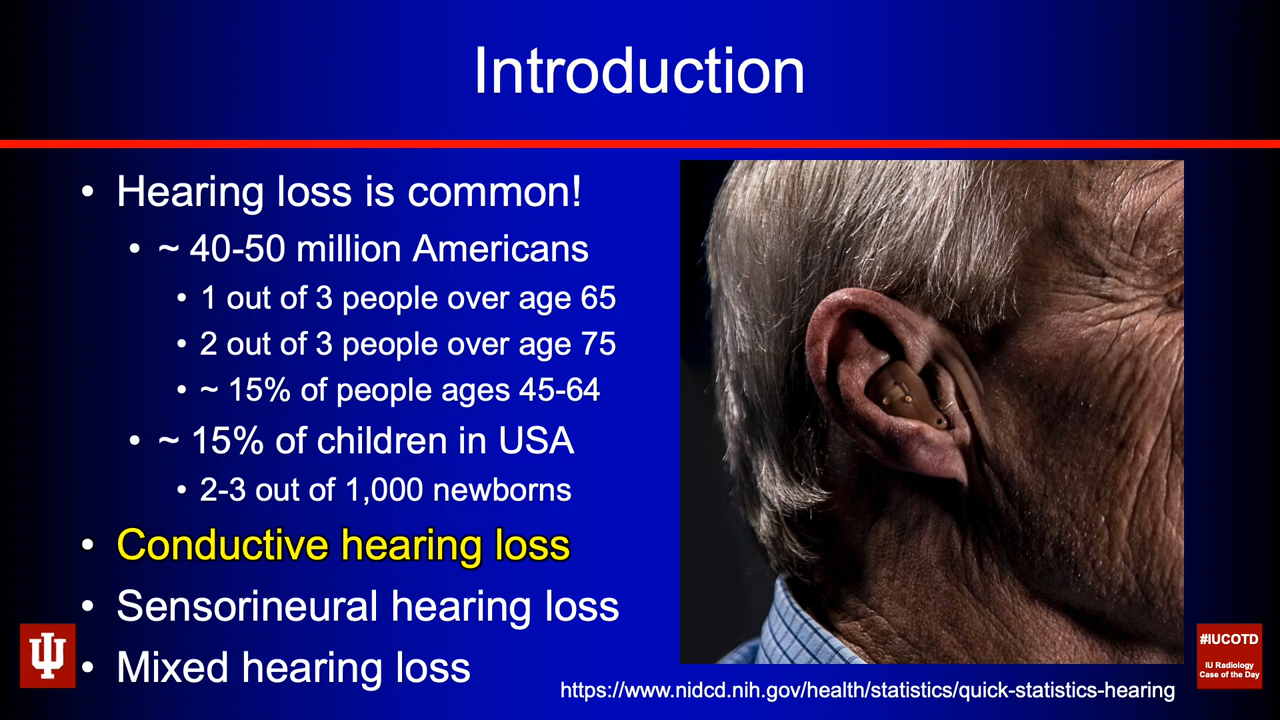 Introduction
• Hearing loss is common!
• ~ 40-50 million Americans
• 1 out of 3 people over age 65
• 2 out of 3 people over age 75
• ~ 15% of people ages 45-64
• ~ 15% of children in USA
• 2-3 out of 1,000 newborns
• Conductive hearing loss
• Sensorineural hearing loss
• Mixed hearing loss
https://www.nidcd.nih.gov/health/statistics/quick-statistics-hearing
#IUCOTD
IU Radiology
Case of the Day